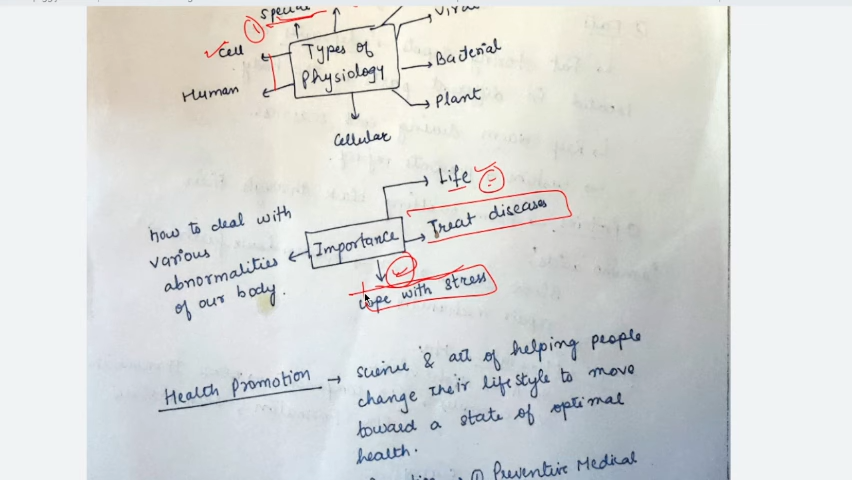 Special
Viral
Cell
Types of
Physiology
Bacterial
Human
Plant
Cellular
Life
how to deal with
various
abnormalities
of our body.
Importance
Treat diseases
cope with stress
Health Promotion → science & art of helping people
change their lifestyle to move
toward a state of optimal
health.
→ ① Preventive Medical